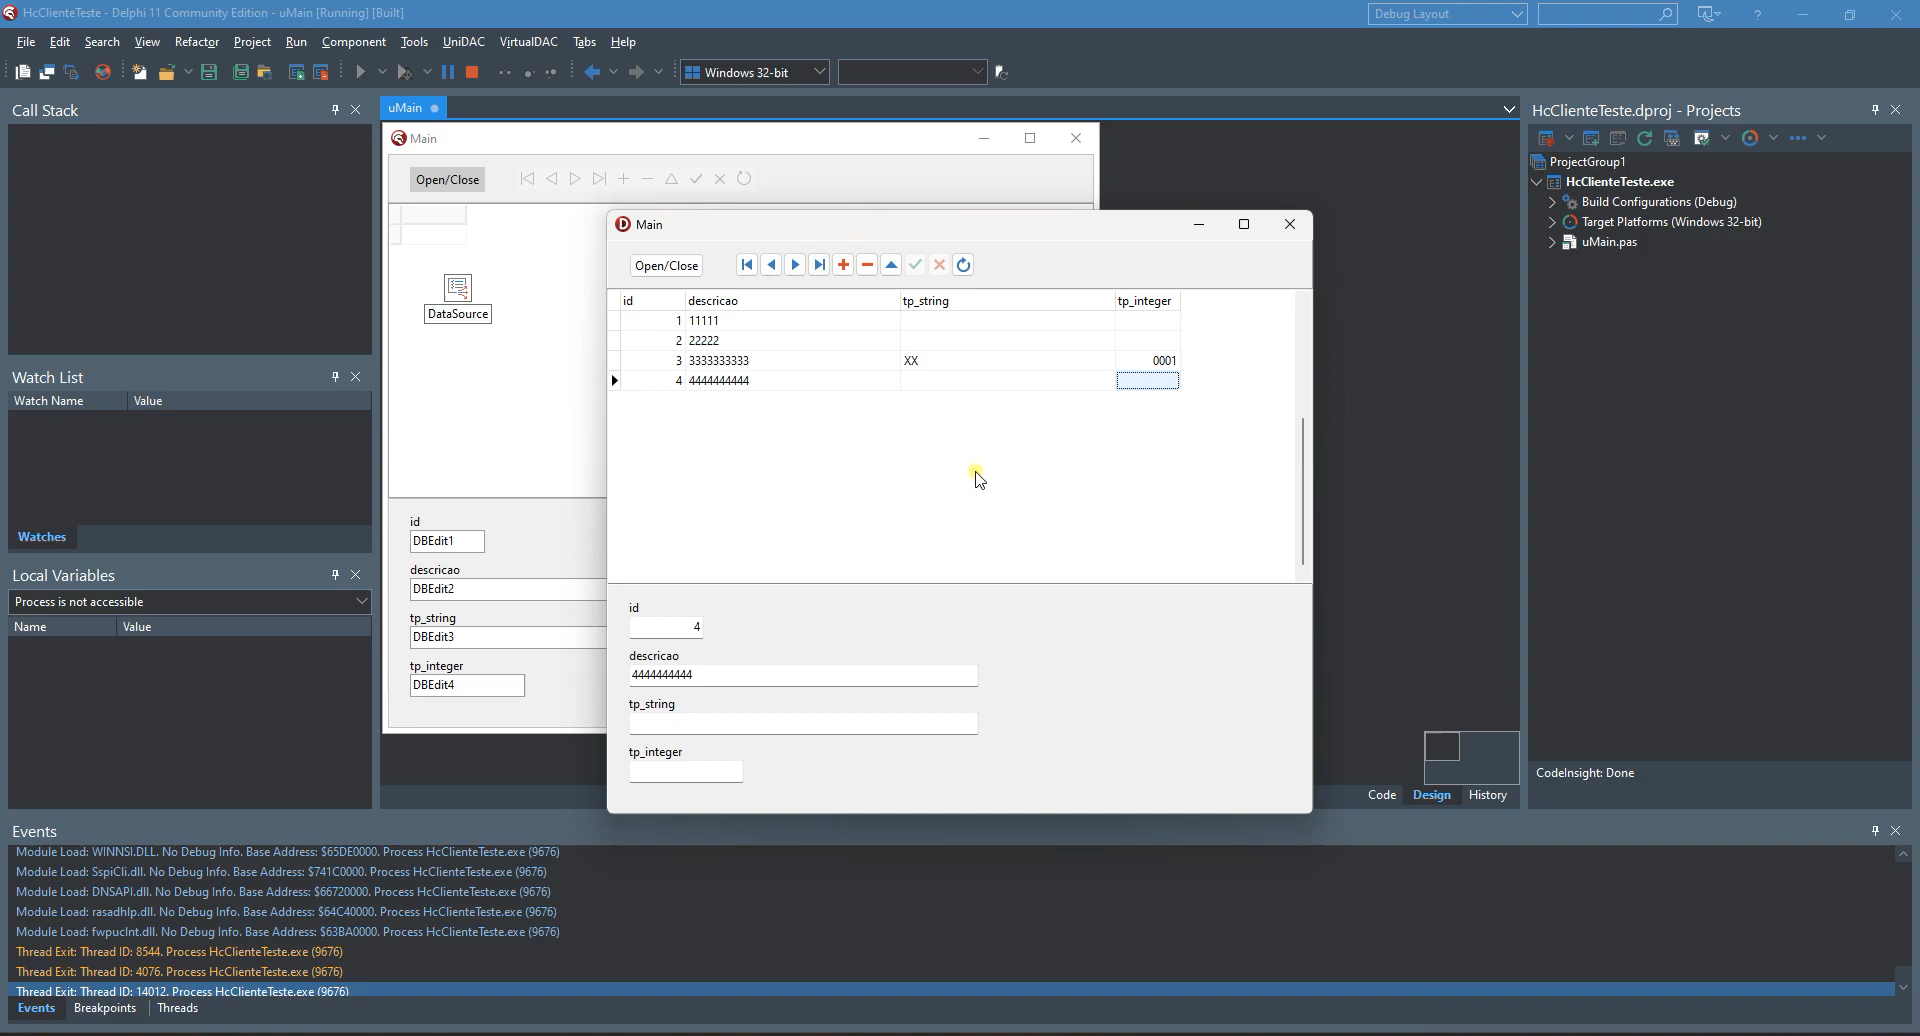 HcClienteTeste - Delphi 11 Community Edition - uMain [Running] [Built]
Debug Layout
?
File Edit Search View Refactor Project Run Component Tools UniDAC VirtualDAC Tabs Help
Windows 32-bit
Call Stack
Watch List
Watch Name Value
Watches
Local Variables
Process is not accessible
Name Value
uMain
Main
Open/Close
DataSource
id
DBEdit1
descricao
DBEdit2
tp_string
DBEdit3
tp_integer
DBEdit4
Main
Open/Close
id descricao tp_string tp_integer
1 11111
2 22222
3 3333333333 XX 0001
4 4444444444
id
4
descricao
4444444444
tp_string
tp_integer
Code Design History
HcClienteTeste.dproj - Projects
ProjectGroup1
HcClienteTeste.exe
Build Configurations (Debug)
Target Platforms (Windows 32-bit)
uMain.pas
CodeInsight: Done
Events
Module Load: WINNSI.DLL. No Debug Info. Base Address: $65DE0000. Process HcClienteTeste.exe (9676)
Module Load: SspiCli.dll. No Debug Info. Base Address: $741C0000. Process HcClienteTeste.exe (9676)
Module Load: DNSAPI.dll. No Debug Info. Base Address: $66720000. Process HcClienteTeste.exe (9676)
Module Load: rasadhlp.dll. No Debug Info. Base Address: $64C40000. Process HcClienteTeste.exe (9676)
Module Load: fwpuclnt.dll. No Debug Info. Base Address: $63BA0000. Process HcClienteTeste.exe (9676)
Thread Exit: Thread ID: 8544. Process HcClienteTeste.exe (9676)
Thread Exit: Thread ID: 4076. Process HcClienteTeste.exe (9676)
Thread Exit: Thread ID: 14012. Process HcClienteTeste.exe (9676)
Events Breakpoints Threads